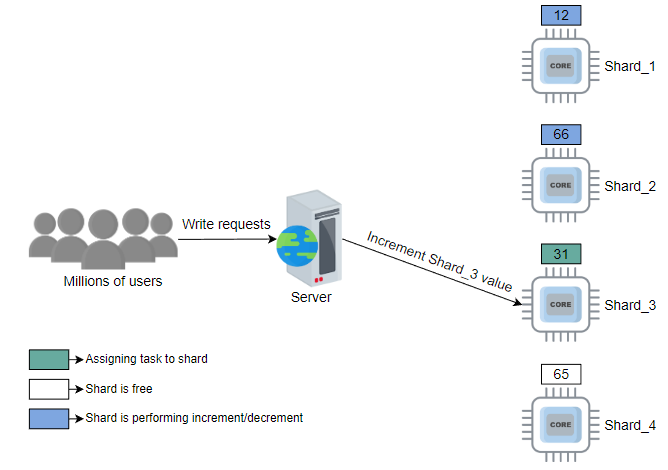 12
CORE
Shard_1
66
CORE
Shard_2
Write requests
Millions of users
Server
Increment Shard_3 value
31
CORE
Shard_3
Assigning task to shard
Shard is free
Shard is performing increment/decrement
65
CORE
Shard_4